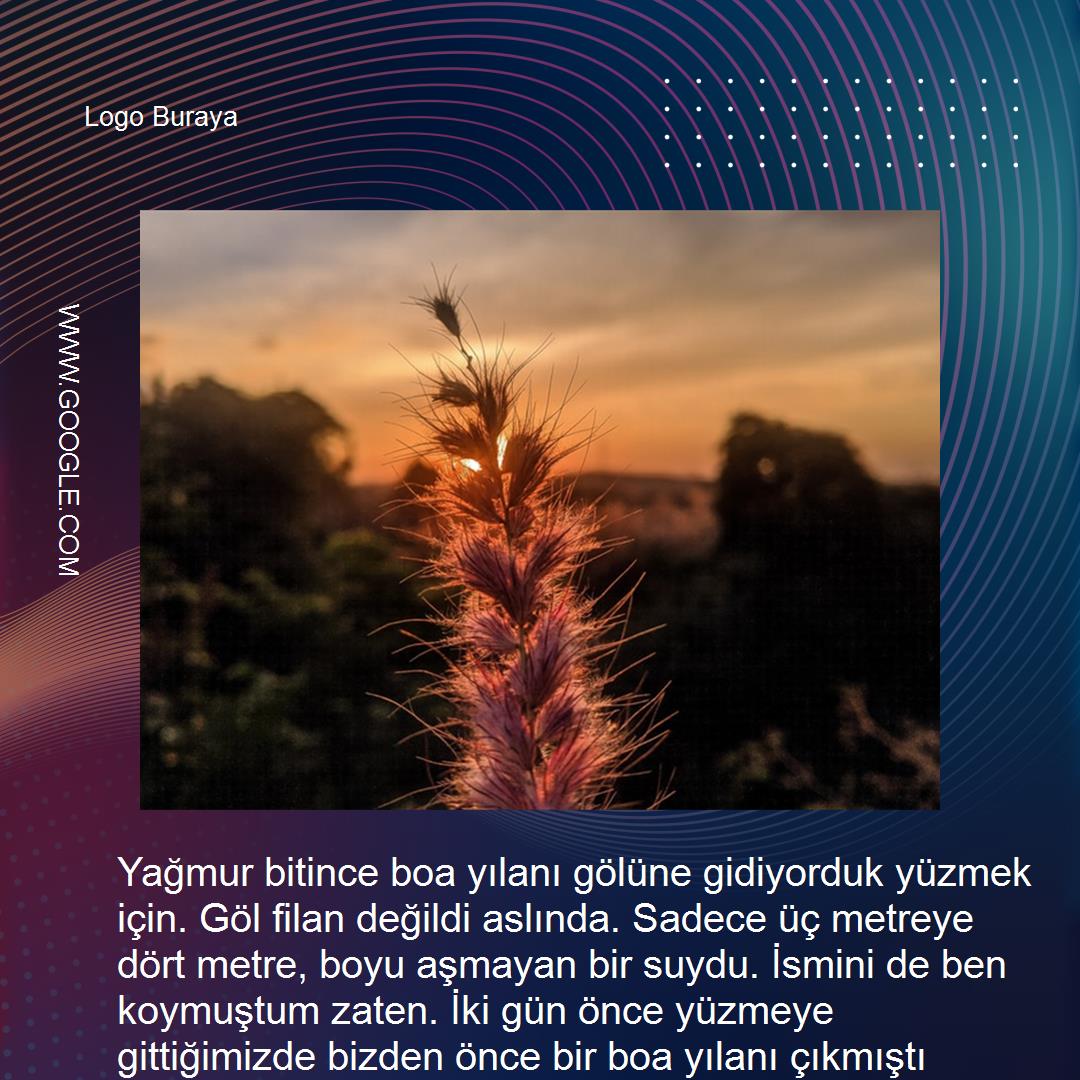 Logo Buraya
WWW.GOOGLE.COM
Yağmur bitince boa yılanı gölüne gidiyorduk yüzmek
için. Göl filan değildi aslında. Sadece üç metreye
dört metre, boyu aşmayan bir suydu. İsmini de ben
koymuştum zaten. İki gün önce yüzmeye
gittiğimizde bizden önce bir boa yılanı çıkmıştı